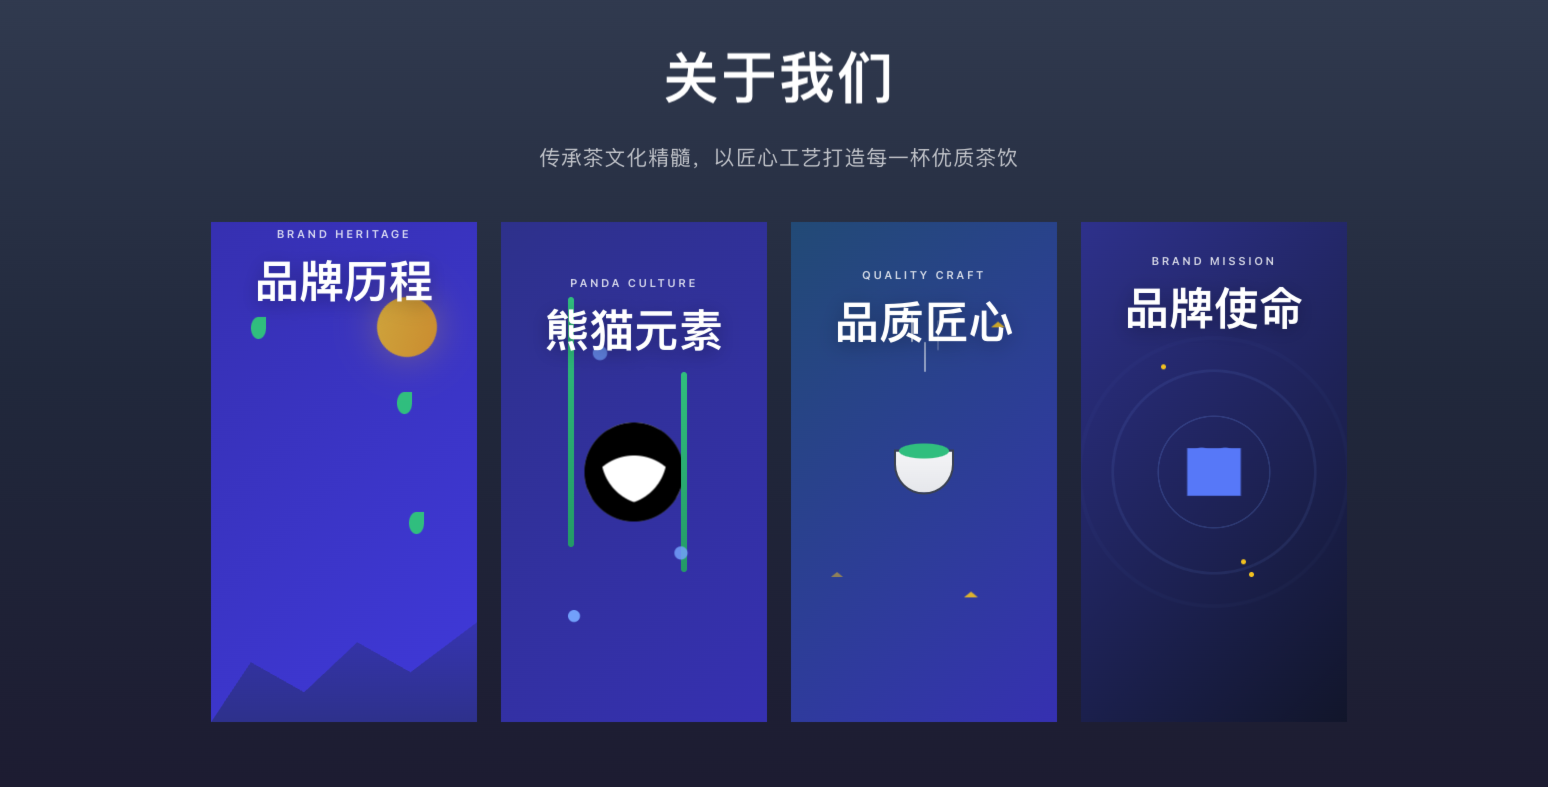 关于我们
传承茶文化精髓，以匠心工艺打造每一杯优质茶饮
BRAND HERITAGE
品牌历程
PANDA CULTURE
熊猫元素
QUALITY CRAFT
品质匠心
BRAND MISSION
品牌使命